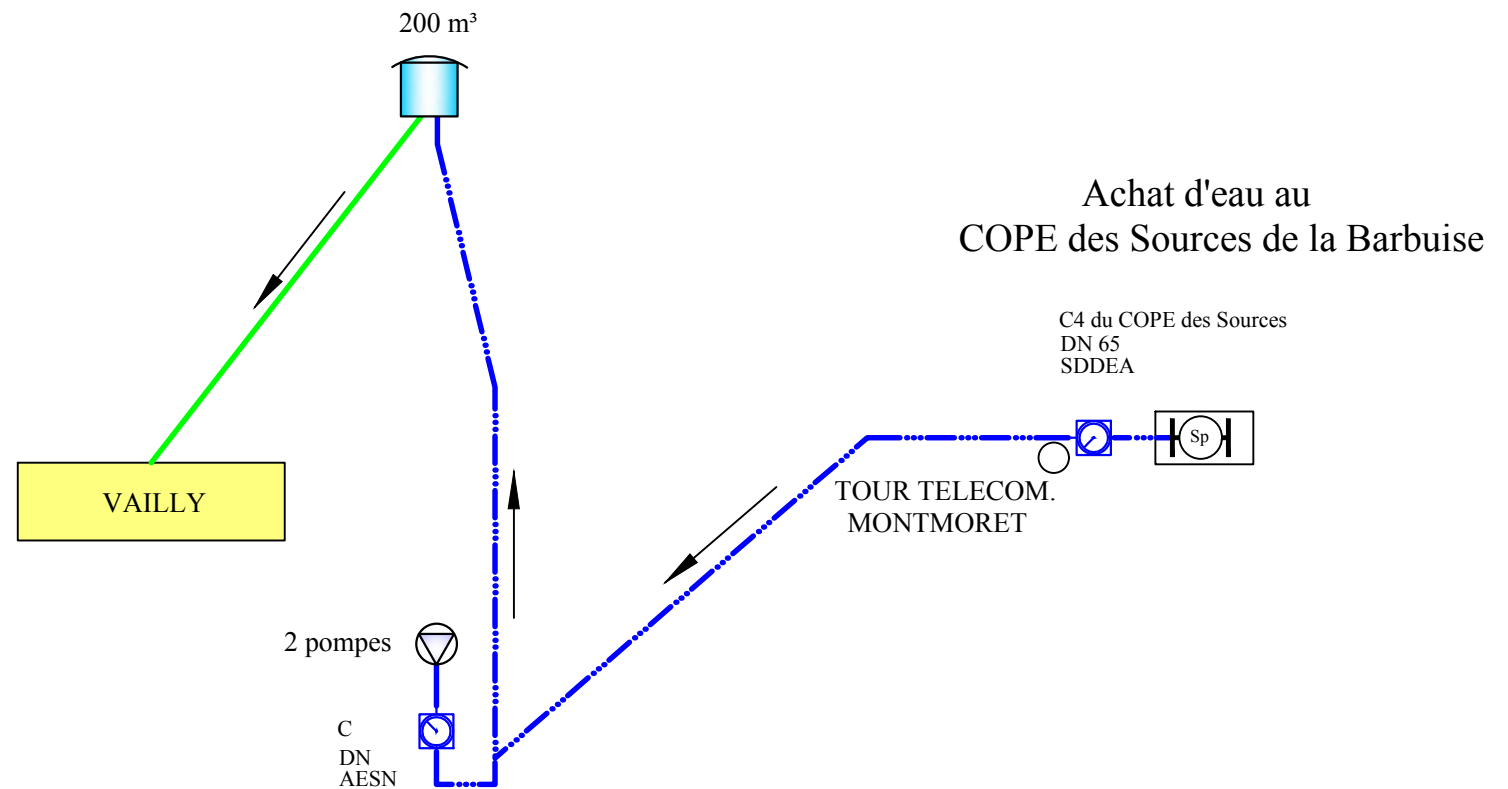 200 m³
Achat d'eau au
COPE des Sources de la Barbuise
C4 du COPE des Sources
DN 65
SDDEA
Sp
TOUR TELECOM.
MONTMORET
VAILLY
2 pompes
C
DN
AESN